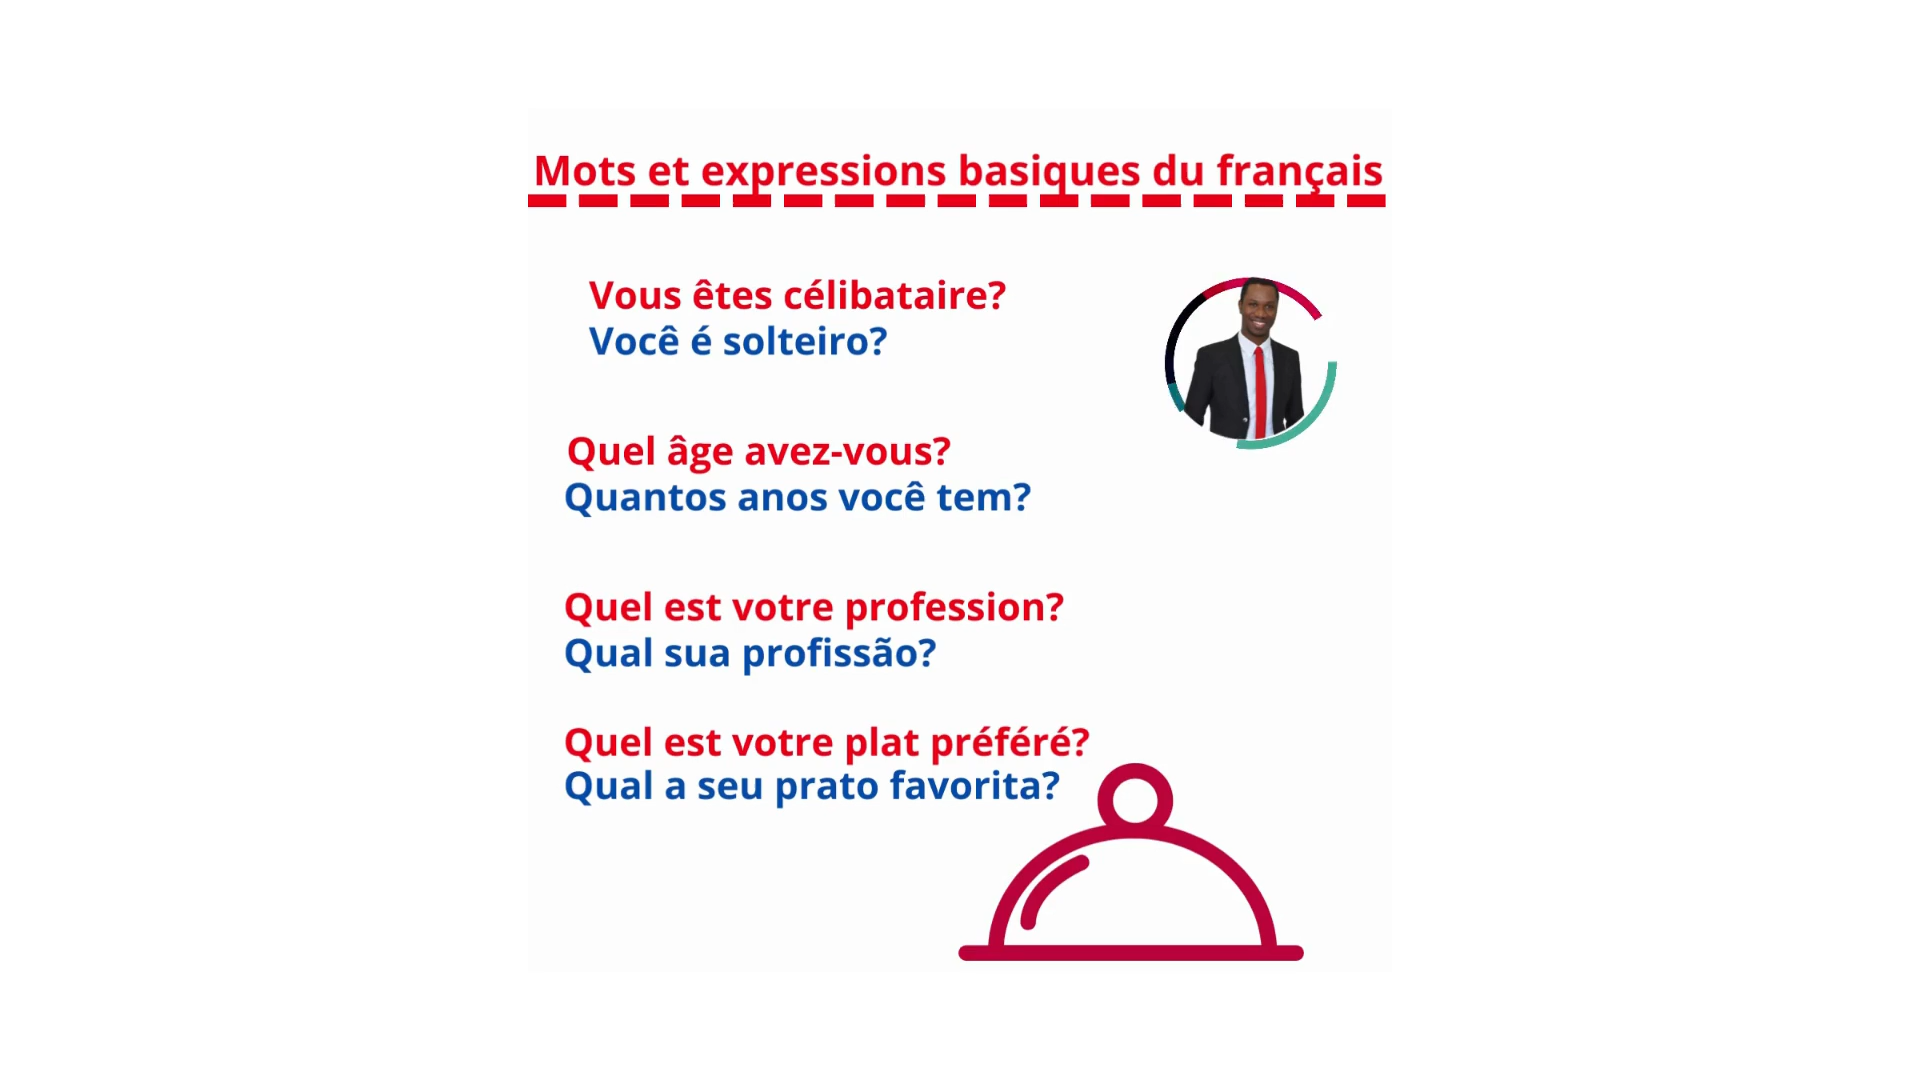 Mots et expressions basiques du français
Vous êtes célibataire?
Você é solteiro?
Quel âge avez-vous?
Quantos anos você tem?
Quel est votre profession?
Qual sua profissão?
Quel est votre plat préféré?
Qual a seu prato favorita?